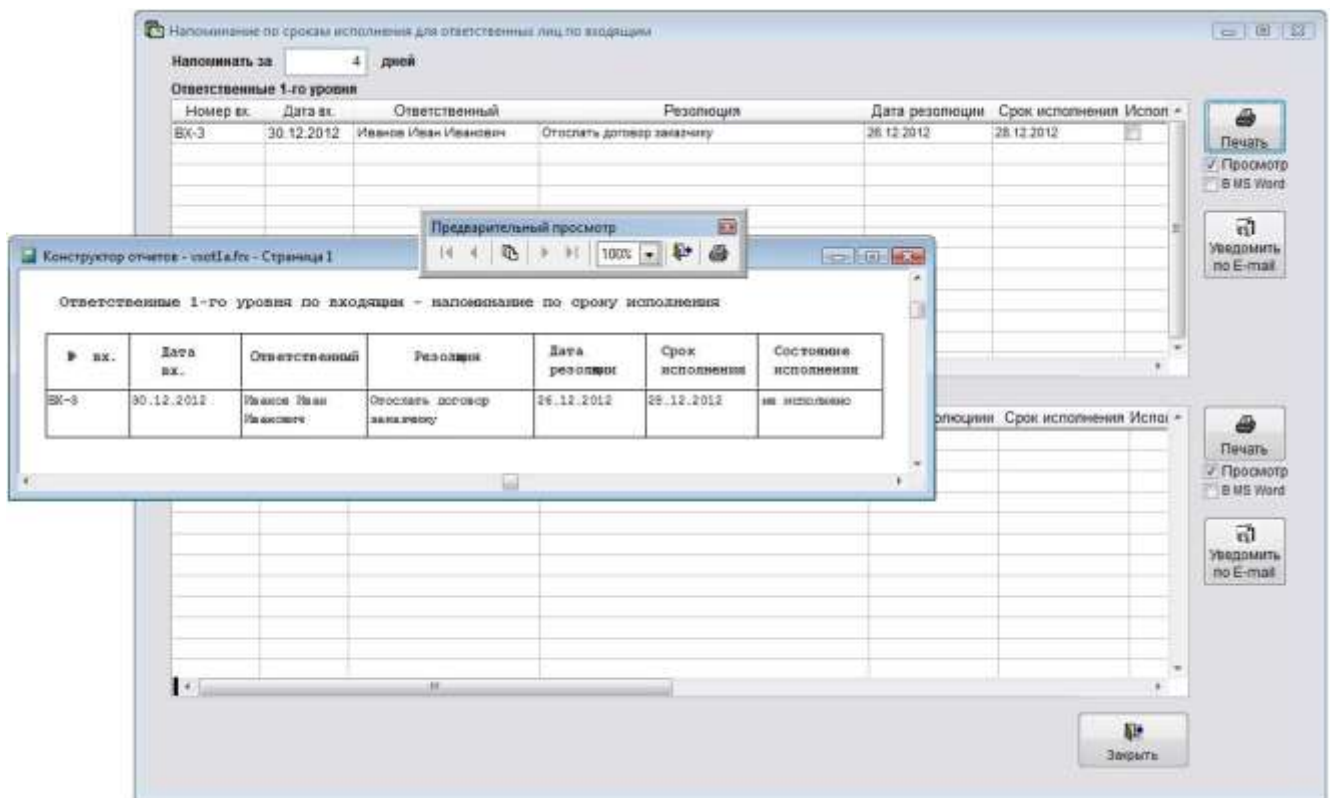 Напоминание по срокам исполнения для ответственных лиц по входящим
Напоминать за 4 дней
Ответственные 1-го уровня
Номер вх. Дата вх. Ответственный Резолюция Дата резолюции Срок исполнения Испол
ВХ-3 30.12.2012 Иванов Иван Иванович Отослать договор заказчику 26.12.2012 28.12.2012
Печать
Просмотр
В MS Word
Уведомить
по E-mail
Предварительный просмотр
100%
Конструктор отчетов - Страница 1
Ответственные 1-го уровня по входящим - напоминание по сроку исполнения
№ вх. Дата вх. Ответственный Резолюция Дата резолюции Срок исполнения Состояние исполнения
ВХ-3 30.12.2012 Иванов Иван Иванович Отослать договор заказчику 26.12.2012 28.12.2012 не исполнено
олюциии Срок исполнения Испол
Печать
Просмотр
В MS Word
Уведомить
по E-mail
Закрыть